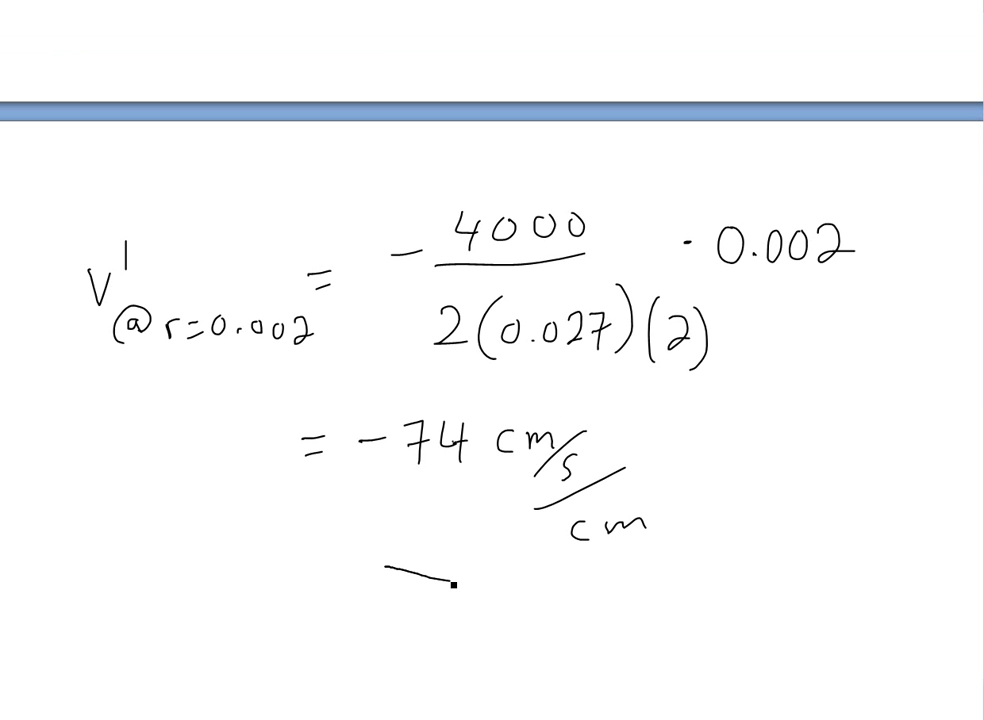 v' @ r=0.002 = - 4000 / 2(0.027)(2) · 0.002
= -74 cm/s / cm